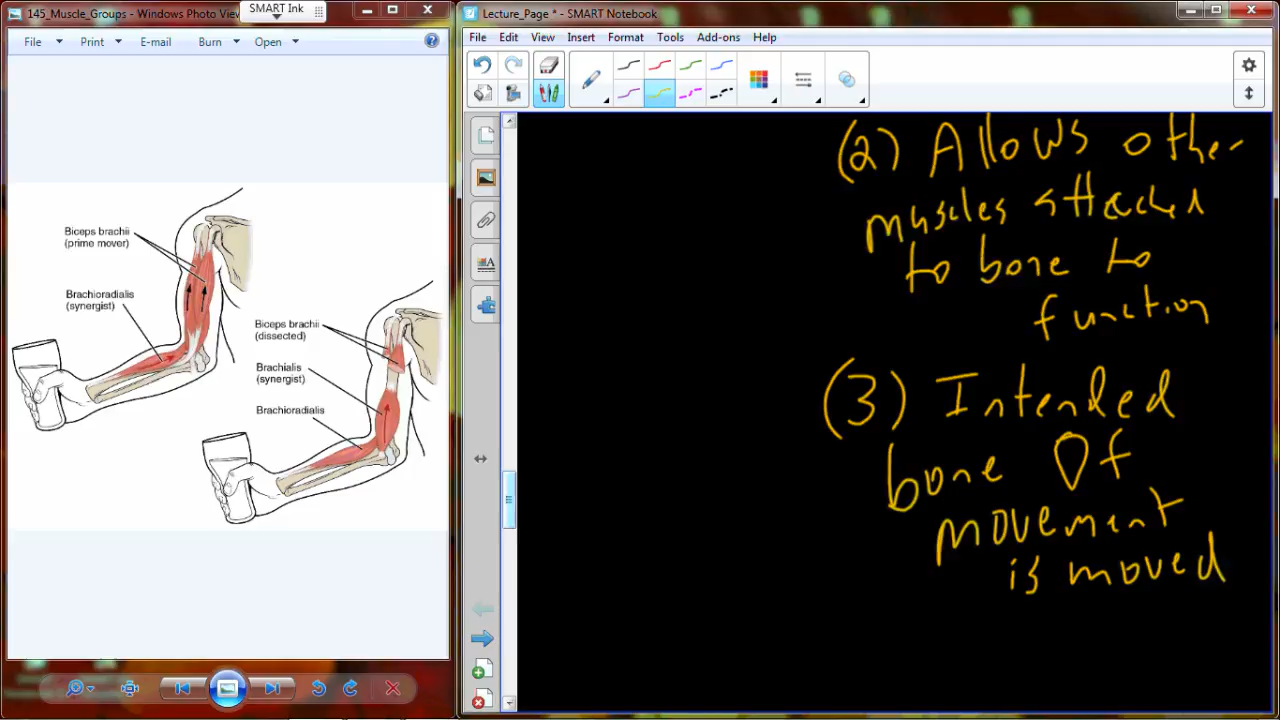 145_Muscle_Groups - Windows Photo View
SMART Ink
File Print E-mail Burn Open
Biceps brachii
(prime mover)
Brachioradialis
(synergist)
Biceps brachii
(dissected)
Brachialis
(synergist)
Brachioradialis
Lecture_Page * - SMART Notebook
File Edit View Insert Format Tools Add-ons Help
(2) Allows other
muscles attached
to bone to
function
(3) Intended
bone Of
movement
is moved